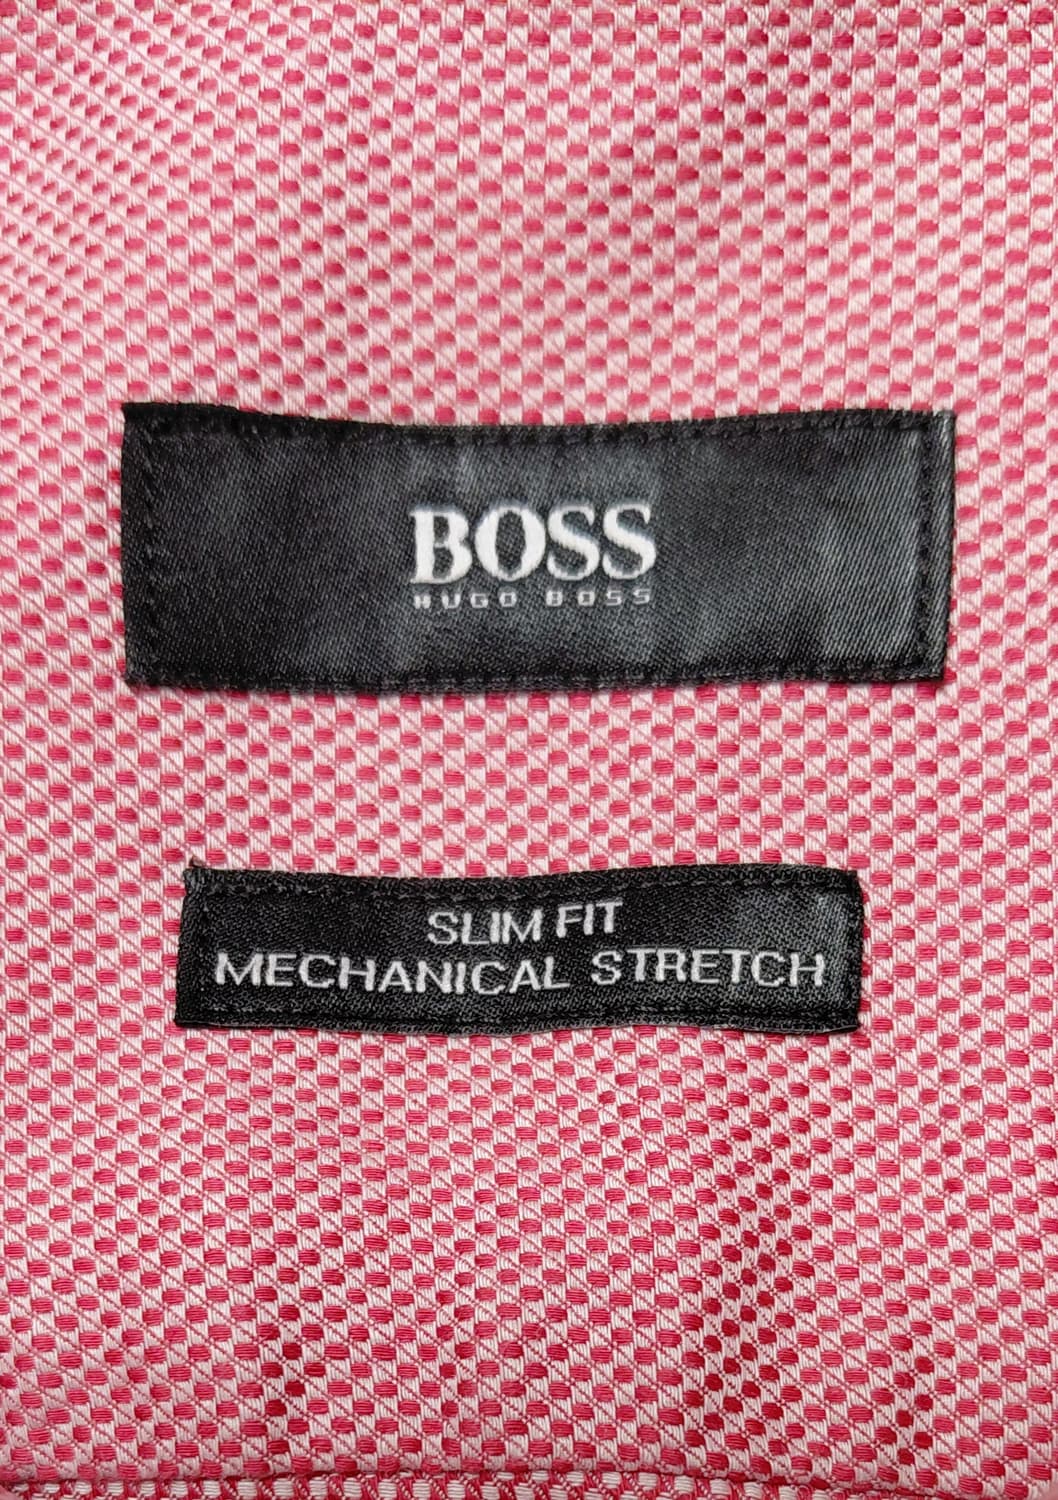 BOSS
HUGO BOSS
SLIM FIT
MECHANICAL STRETCH